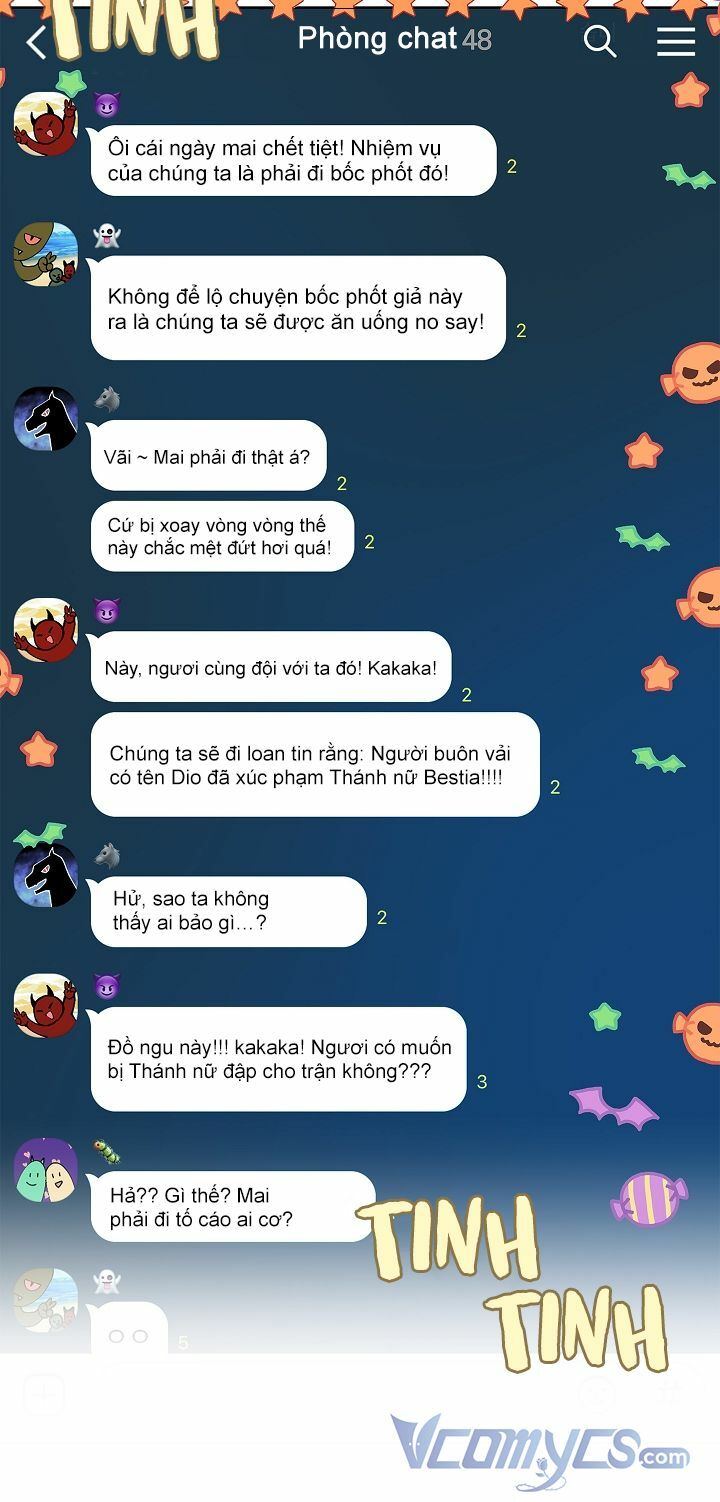 TINH
Phòng chat 48
Ôi cái ngày mai chết tiệt! Nhiệm vụ
của chúng ta là phải đi bốc phốt đó!
2
Không để lộ chuyện bốc phốt giả này
ra là chúng ta sẽ được ăn uống no say!
2
Vãi ~ Mai phải đi thật á?
2
Cứ bị xoay vòng vòng thế
này chắc mệt đứt hơi quá!
2
Này, ngươi cùng đội với ta đó! Kakaka!
2
Chúng ta sẽ đi loan tin rằng: Người buôn vải
có tên Dio đã xúc phạm Thánh nữ Bestia!!!!
2
Hử, sao ta không
thấy ai bảo gì...?
2
Đồ ngu này!!! kakaka! Ngươi có muốn
bị Thánh nữ đập cho trận không???
3
Hả?? Gì thế? Mai
phải đi tố cáo ai cơ?
TINH
TINH
ㅇㅇ
5
#
VCOMYCS.com